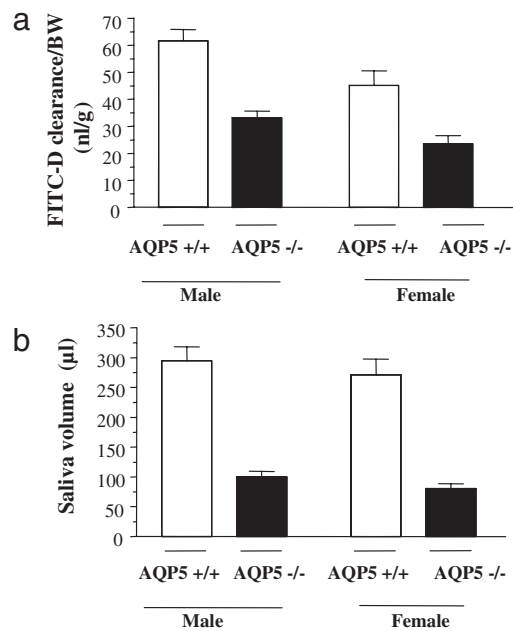 a
FITC-D clearance/BW
(nl/g)
70
60
50
40
30
20
10
0
AQP5 +/+ AQP5 -/- AQP5 +/+ AQP5 -/-
Male Female
b
Saliva volume (µl)
350
300
250
200
150
100
50
0
AQP5 +/+ AQP5 -/- AQP5 +/+ AQP5 -/-
Male Female